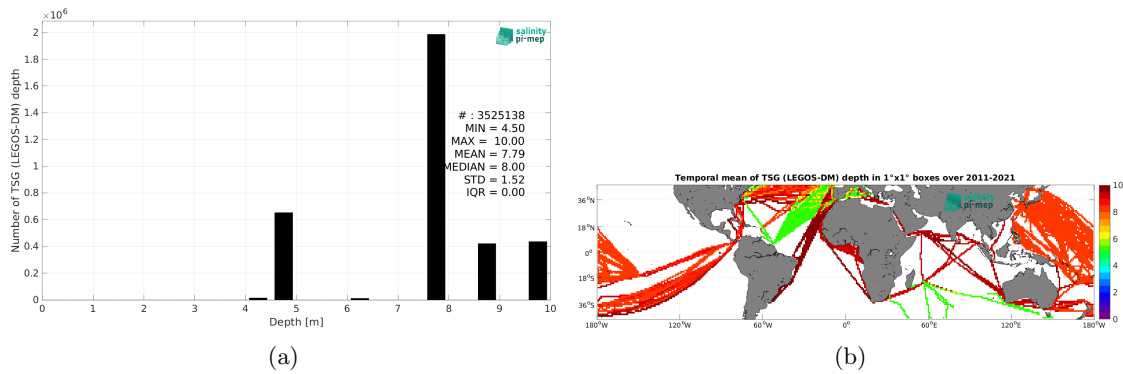 ×10⁶
2
1.8
1.6
1.4
1.2
1
0.8
0.6
0.4
0.2
0
Number of TSG (LEGOS-DM) depth
salinity
pi-mep
# : 3525138
MIN = 4.50
MAX = 10.00
MEAN = 7.79
MEDIAN = 8.00
STD = 1.52
IQR = 0.00
0 1 2 3 4 5 6 7 8 9 10
Depth [m]
(a)
Temporal mean of TSG (LEGOS-DM) depth in 1°x1° boxes over 2011-2021
salinity
pi-mep
36°N
18°N
0°
18°S
36°S
180°W 120°W 60°W 0° 60°E 120°E 180°W
10
8
6
4
2
0
(b)